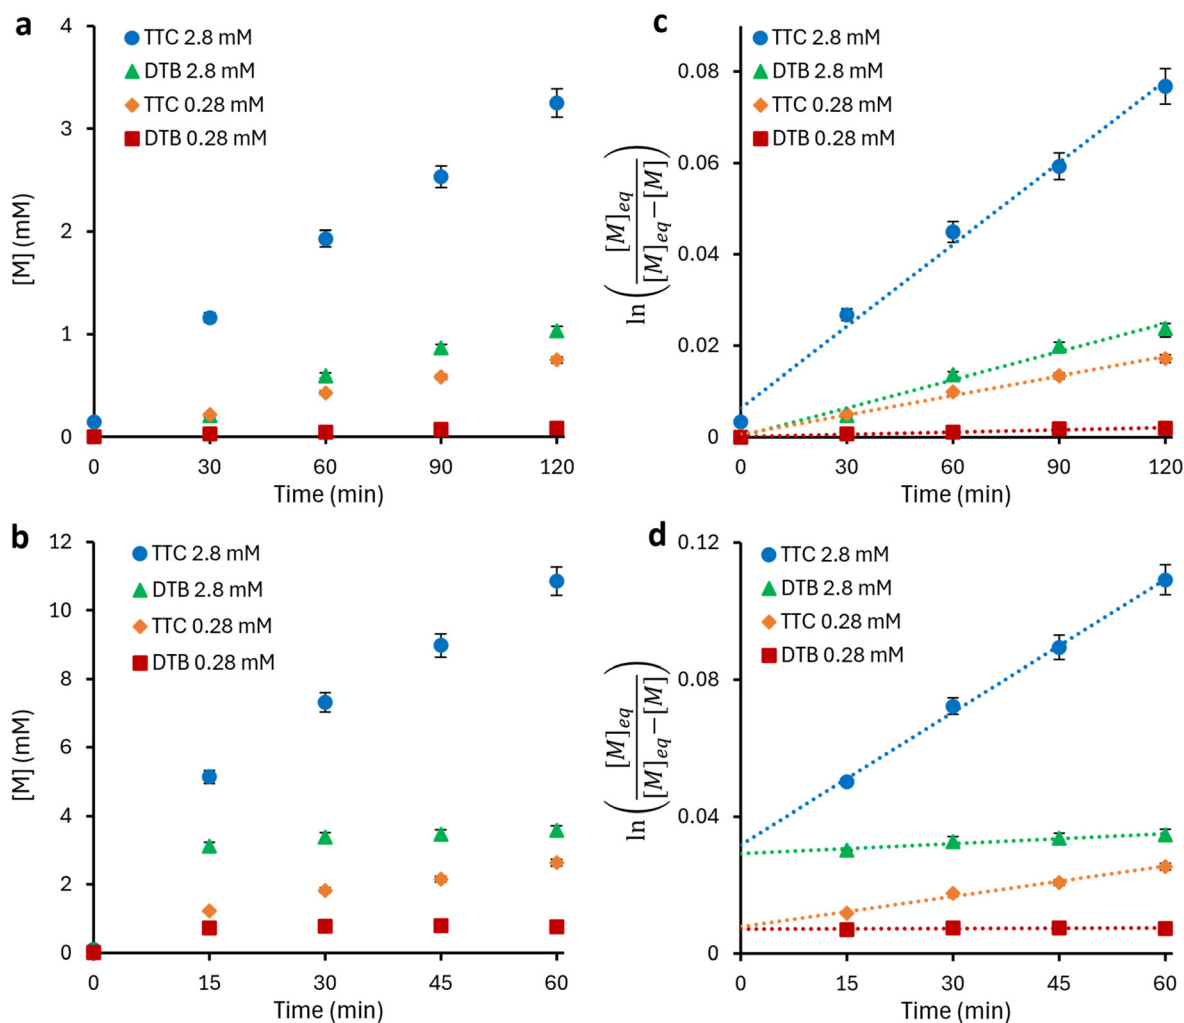 a
4
3
2
1
0
[M] (mM)
TTC 2.8 mM
DTB 2.8 mM
TTC 0.28 mM
DTB 0.28 mM
0 30 60 90 120
Time (min)
c
0.08
0.06
0.04
0.02
0
ln ([M]eq / [M]eq−[M])
TTC 2.8 mM
DTB 2.8 mM
TTC 0.28 mM
DTB 0.28 mM
0 30 60 90 120
Time (min)
b
12
10
8
6
4
2
0
[M] (mM)
TTC 2.8 mM
DTB 2.8 mM
TTC 0.28 mM
DTB 0.28 mM
0 15 30 45 60
Time (min)
d
0.12
0.08
0.04
0
ln ([M]eq / [M]eq−[M])
TTC 2.8 mM
DTB 2.8 mM
TTC 0.28 mM
DTB 0.28 mM
0 15 30 45 60
Time (min)